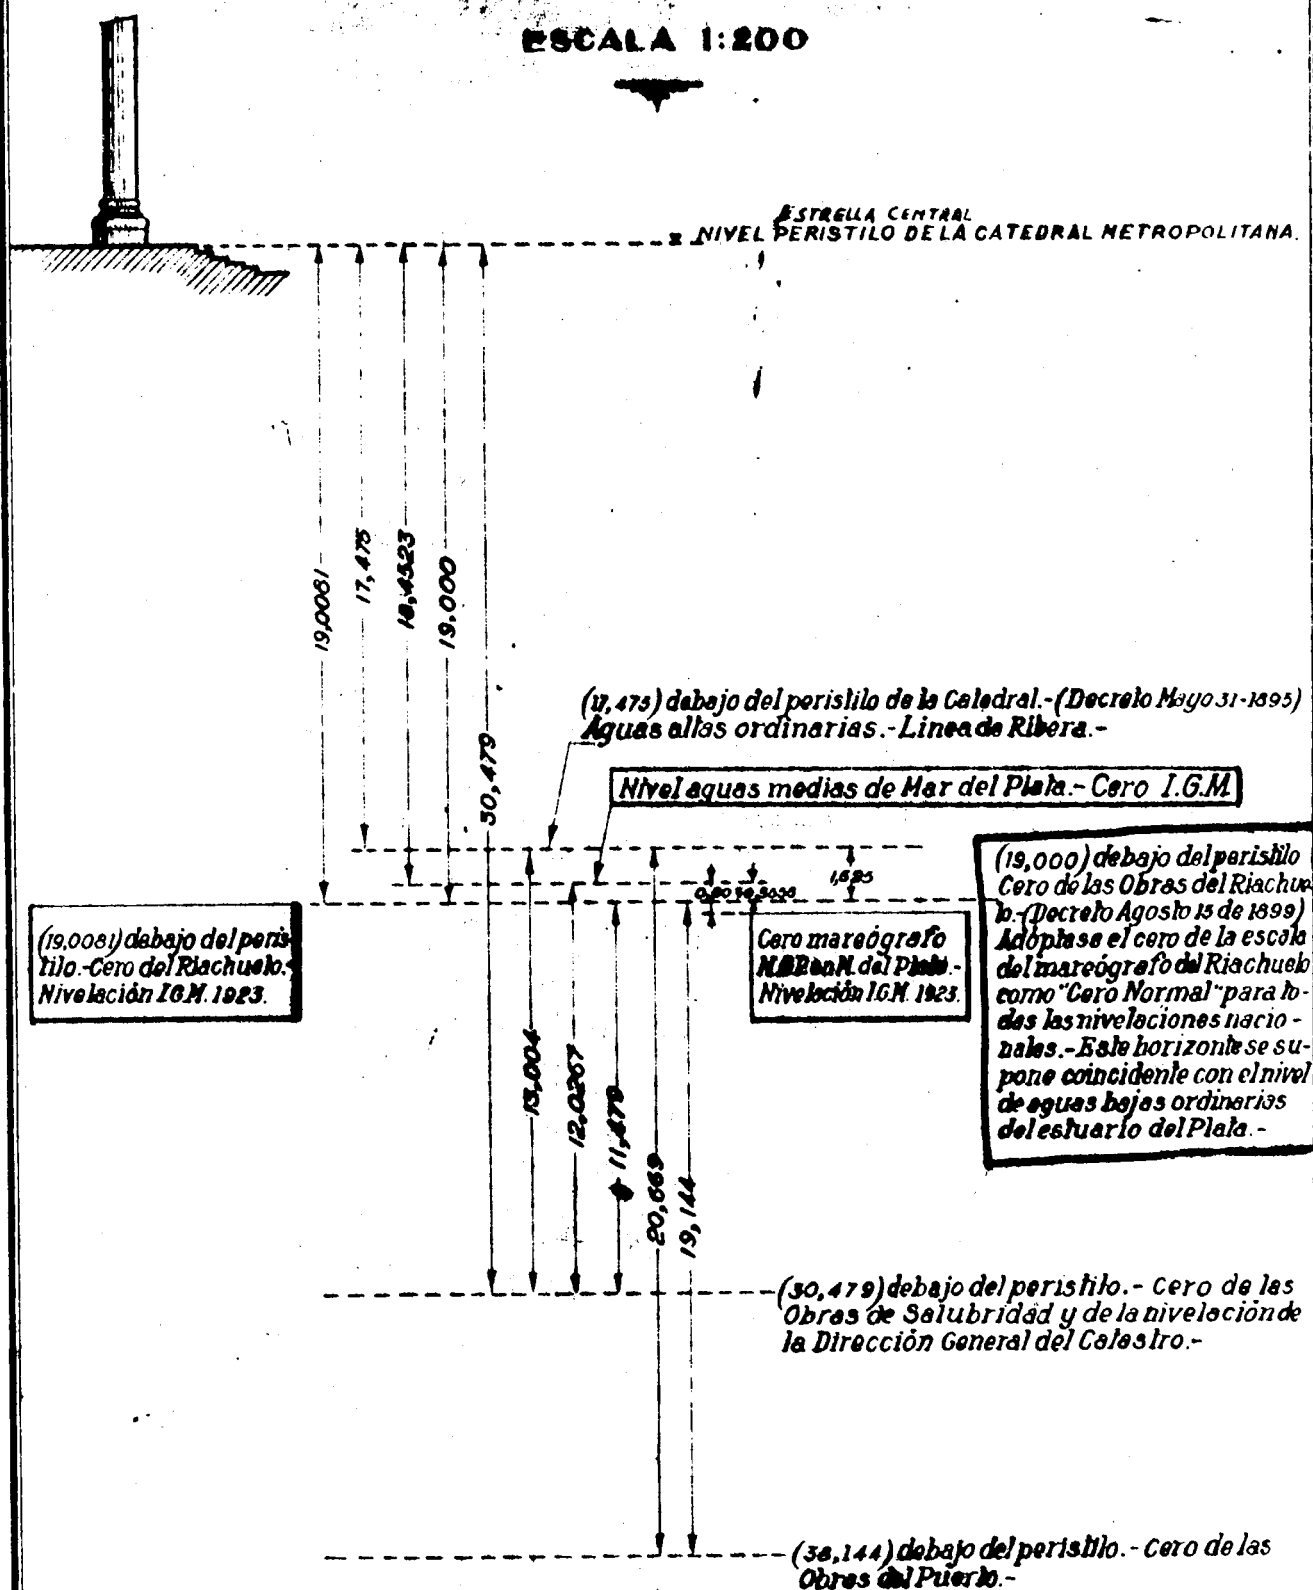 ESCALA 1:200
ESTRELLA CENTRAL
NIVEL PERISTILO DE LA CATEDRAL METROPOLITANA.
19,0081
17,475
18,4523
19,000
30,479
(17,475) debajo del peristilo de la Catedral.-(Decreto Mayo 31-1895)
Aguas altas ordinarias.-Linea de Ribera.-
Nivel aguas medias de Mar del Plata.- Cero I.G.M
1,525
(19,000) debajo del peristilo
Cero de las Obras del Riachue
lo.-(Decreto Agosto 15 de 1899)
Adóptase el cero de la escala
del mareógrafo del Riachuelo
como "Cero Normal" para to-
das las nivelaciones nacio-
nales.-Este horizonte se su-
pone coincidente con el nivel
de aguas bajas ordinarias
del estuario del Plata.-
(19,0081) debajo del peris-
tilo.-Cero del Riachuelo.-
Nivelación I.G.M. 1923.
Cero mareógrafo
del Plata.-
Nivelación I.G.M. 1923.
13,004
12,0267
11,479
20,669
19,144
(30,479) debajo del peristilo.- Cero de las
Obras de Salubridad y de la nivelación de
la Dirección General del Catastro.-
(38,144) debajo del peristilo.- Cero de las
Obras del Puerto.-